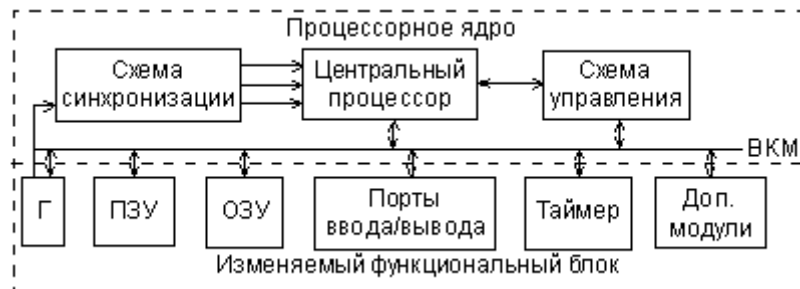 Процессорное ядро
Схема
синхронизации
Центральный
процессор
Схема
управления
ВКМ
Г
ПЗУ
ОЗУ
Порты
ввода/вывода
Таймер
Доп.
модули
Изменяемый функциональный блок